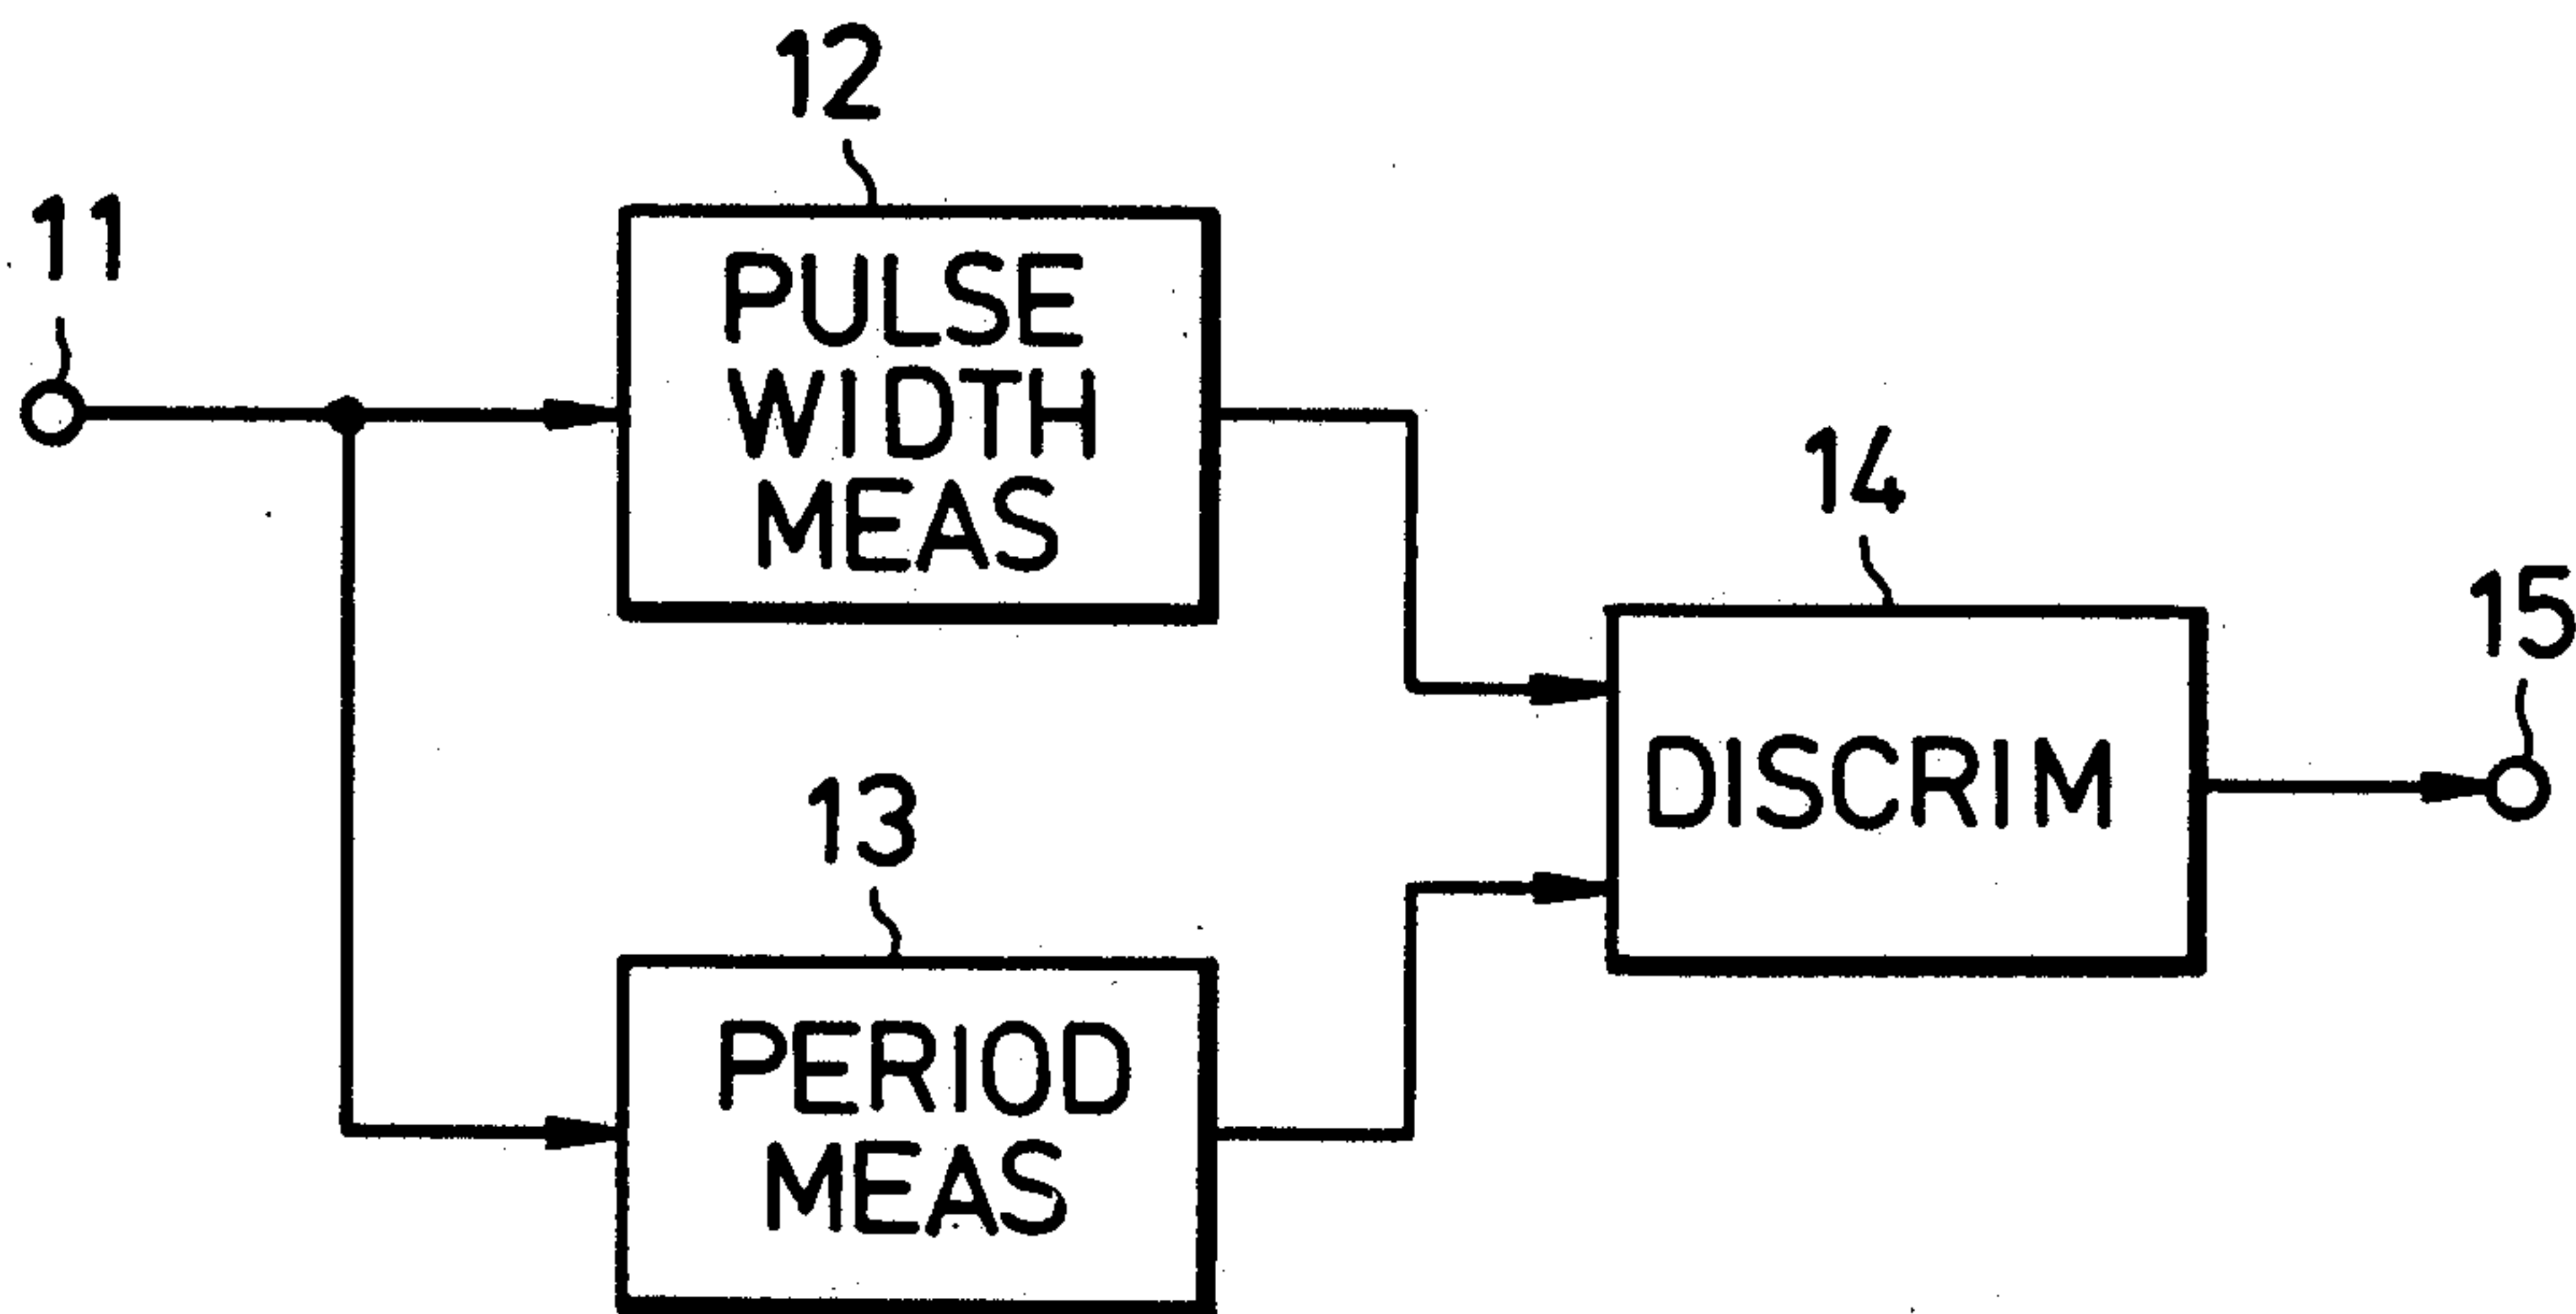 12
11
PULSE
WIDTH
MEAS
14
15
DISCRIM
13
PERIOD
MEAS